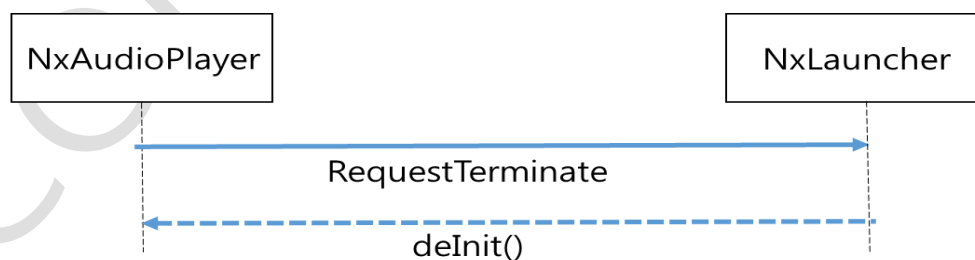 NxAudioPlayer
NxLauncher
RequestTerminate
deInit()